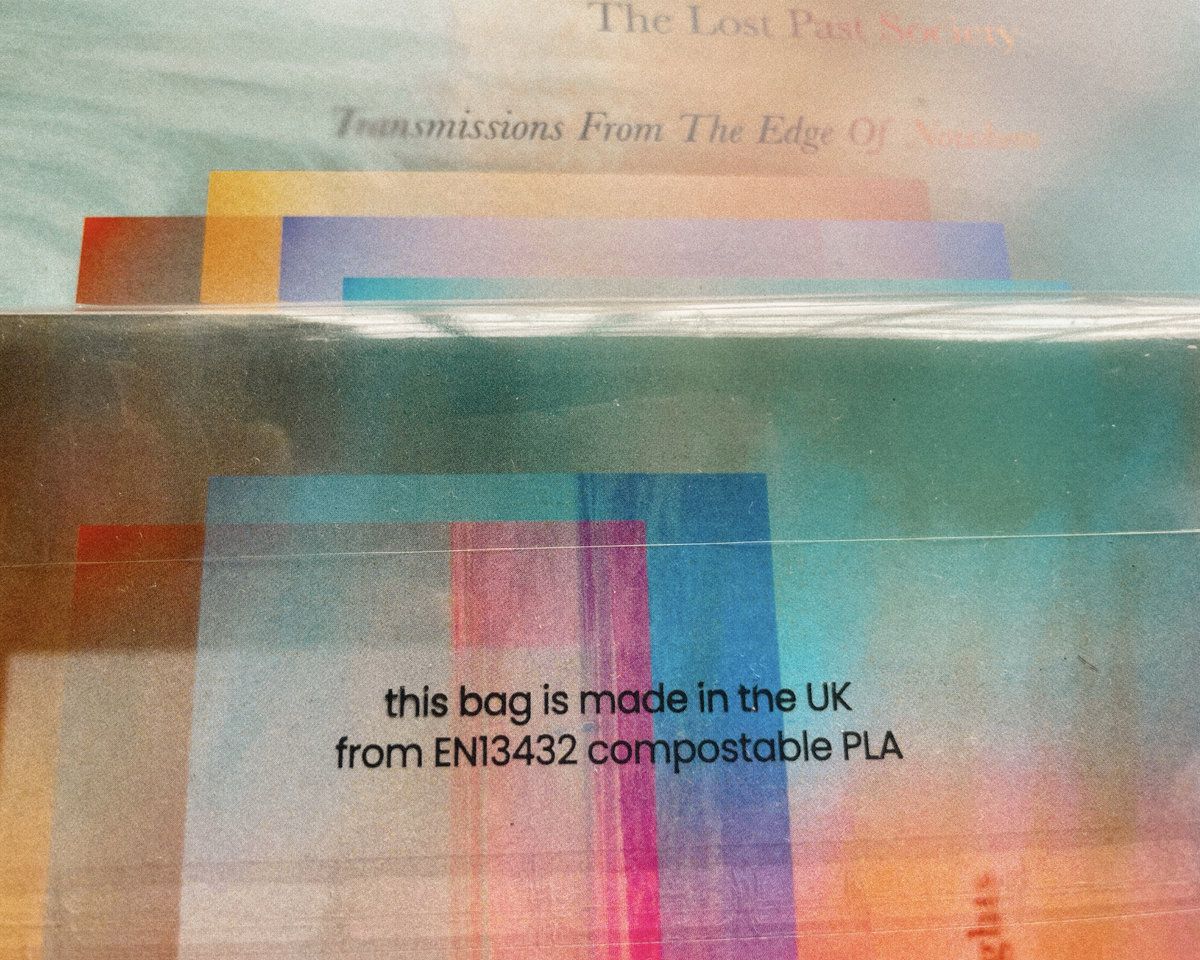 The Lost Past Society
Transmissions From The Edge Of
this bag is made in the UK
from EN13432 compostable PLA